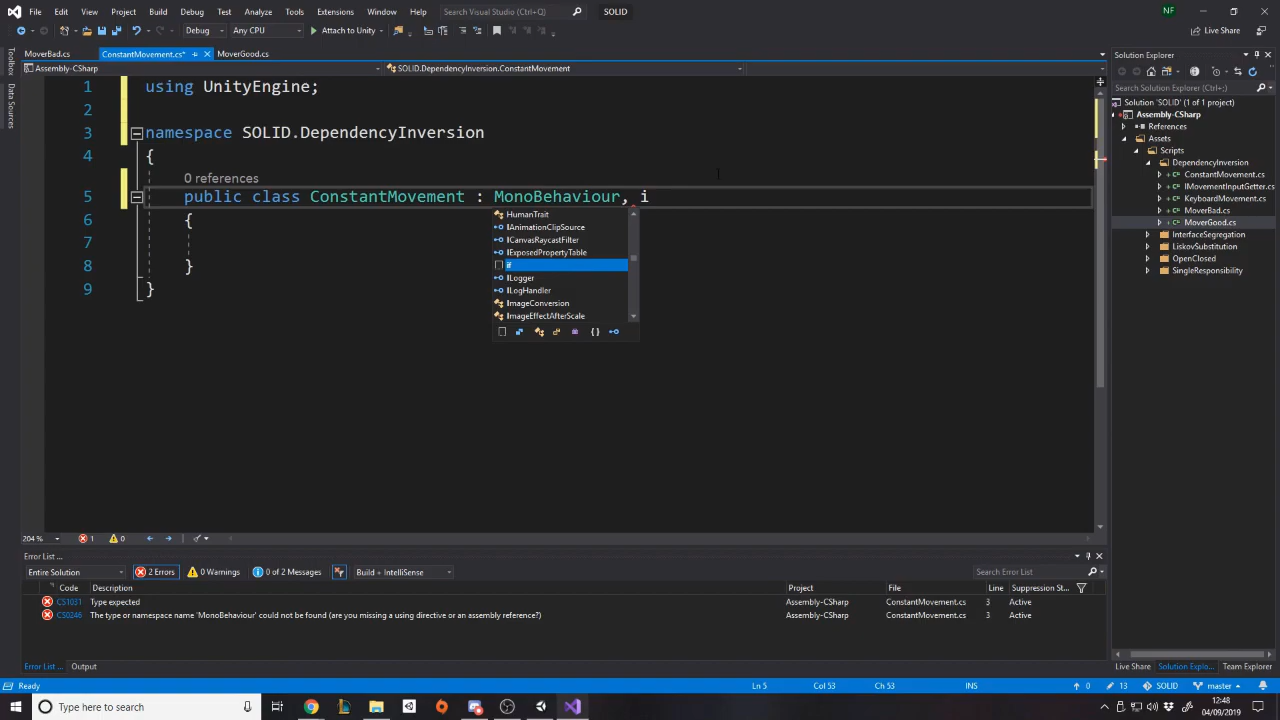 File Edit View Project Build Debug Test Analyze Tools Extensions Window Help Search Visual Studio (Ctrl+Q) SOLID NF
Debug Any CPU Attach to Unity Live Share
MoverBad.cs ConstantMovement.cs* MoverGood.cs
Assembly-CSharp SOLID.DependencyInversion.ConstantMovement
Toolbox
Data Sources
1 using UnityEngine;
2
3 namespace SOLID.DependencyInversion
4 {
0 references
5 public class ConstantMovement : MonoBehaviour, i
6 {
7
8 }
9 }
HumanTrait
IAnimationClipSource
ICanvasRaycastFilter
IExposedPropertyTable
if
ILogger
ILogHandler
ImageConversion
ImageEffectAfterScale
204 % 1 0
Solution Explorer
Search Solution Explorer (Ctrl+;)
Solution 'SOLID' (1 of 1 project)
Assembly-CSharp
References
Assets
Scripts
DependencyInversion
ConstantMovement.cs
IMovementInputGetter.cs
KeyboardMovement.cs
MoverBad.cs
MoverGood.cs
InterfaceSegregation
LiskovSubstitution
OpenClosed
SingleResponsibility
Error List ...
Entire Solution 2 Errors 0 Warnings 0 of 2 Messages Build + IntelliSense Search Error List
Code Description Project File Line Suppression St...
CS1031 Type expected Assembly-CSharp ConstantMovement.cs 3 Active
CS0246 The type or namespace name 'MonoBehaviour' could not be found (are you missing a using directive or an assembly reference?) Assembly-CSharp ConstantMovement.cs 3 Active
Error List ... Output Live Share Solution Explo... Team Explorer
Ready Ln 5 Col 53 Ch 53 INS 0 13 SOLID master
Type here to search 12:48
04/09/2019